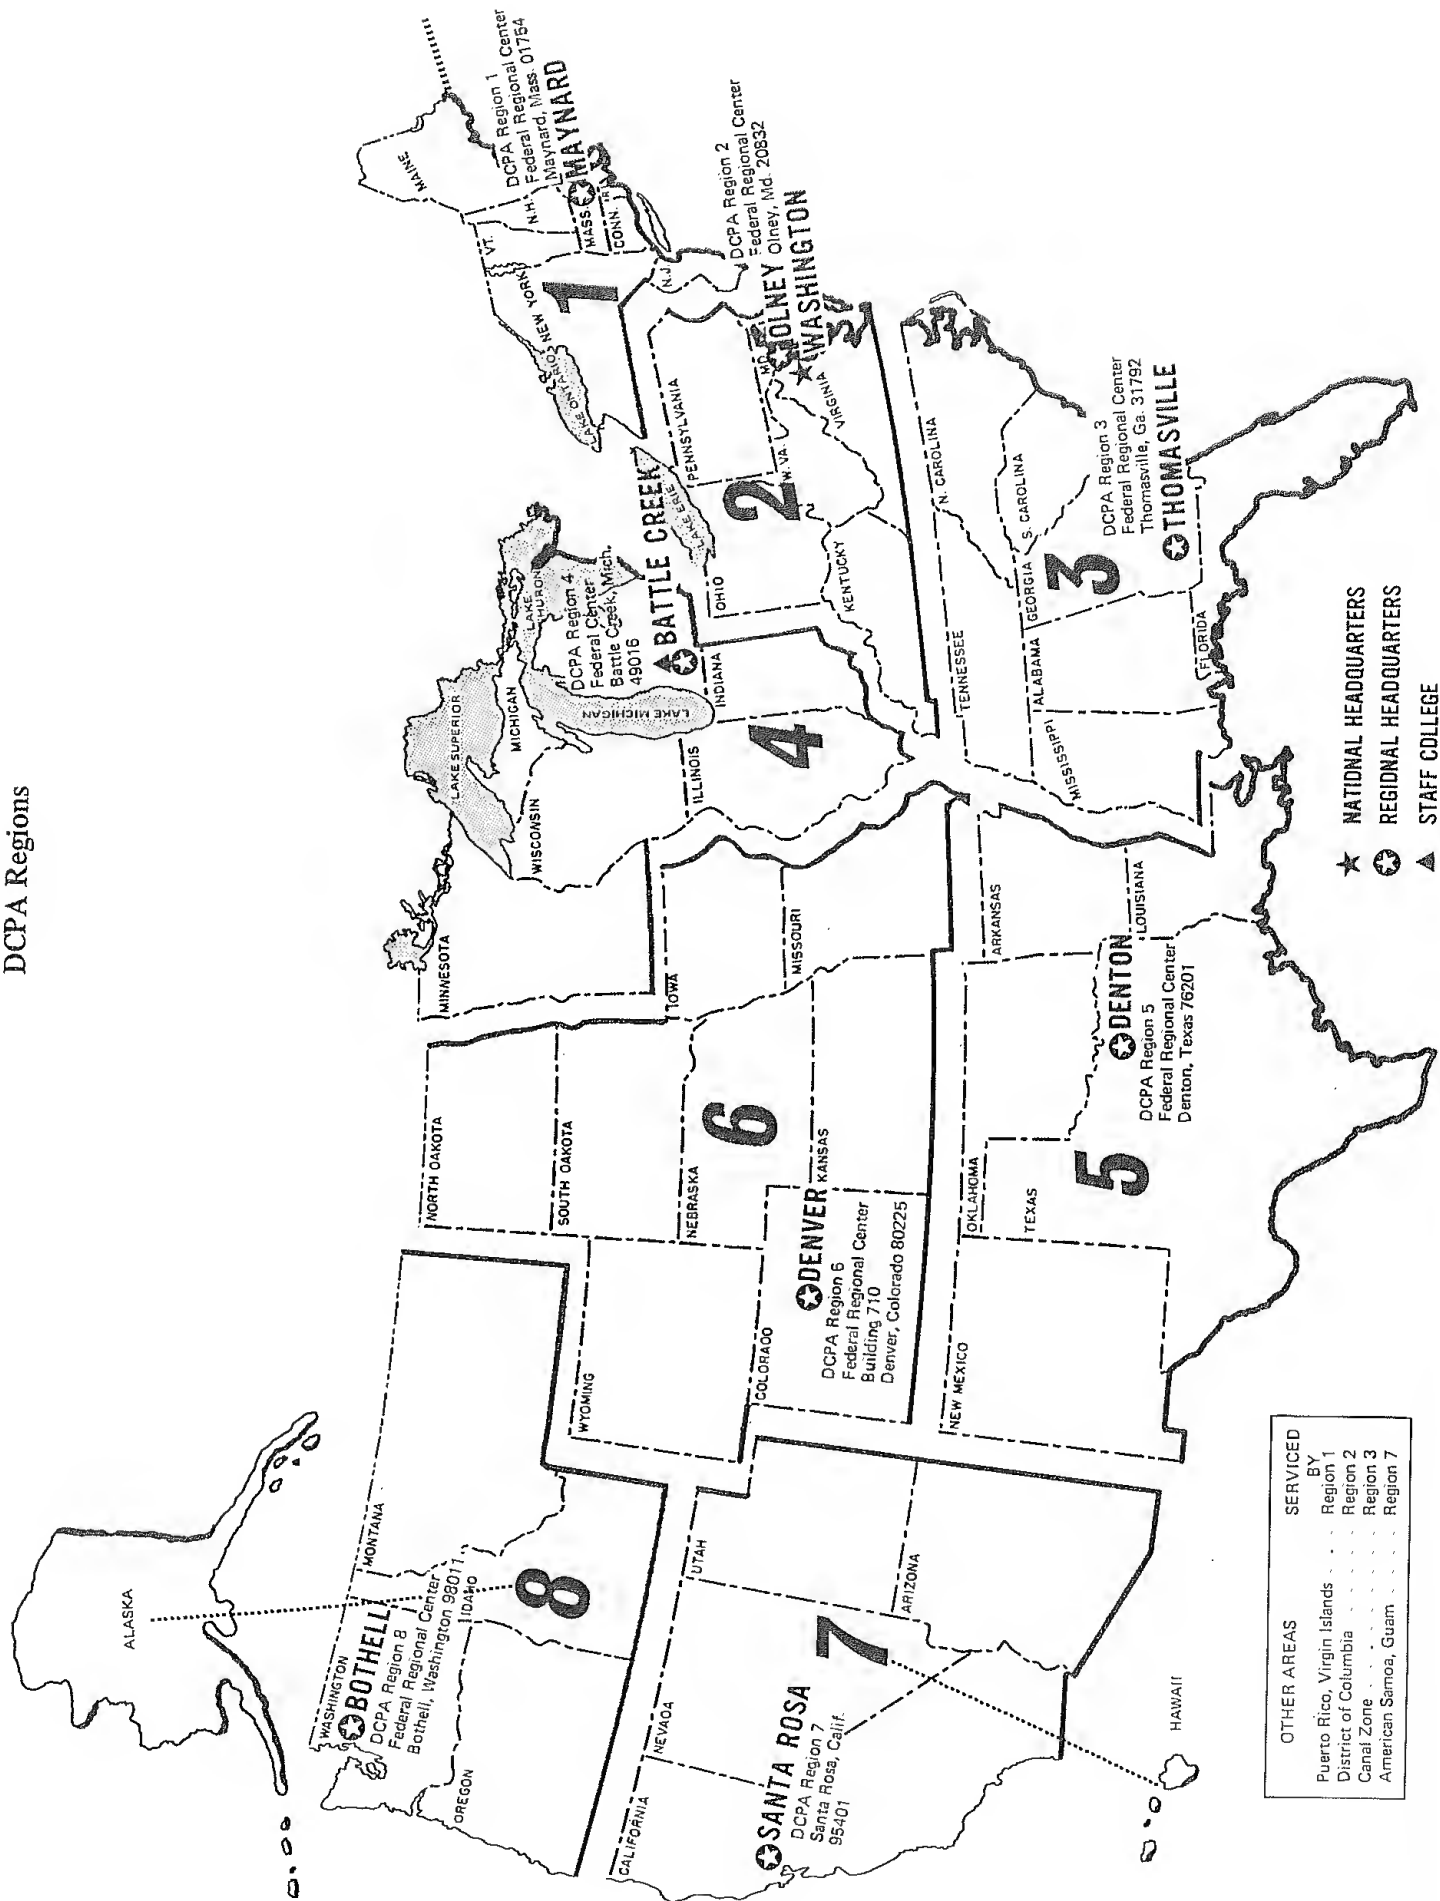 DCPA Regions
ALASKA
WASHINGTON
BOTHELL
DCPA Region 8
Federal Regional Center
Bothell, Washington 98011
MONTANA
IDAHO
OREGON
8
NORTH DAKOTA
SOUTH DAKOTA
WYOMING
NEBRASKA
IOWA
6
COLORADO
KANSAS
MISSOURI
DENVER
DCPA Region 6
Federal Regional Center
Building 710
Denver, Colorado 80225
CALIFORNIA
NEVADA
UTAH
ARIZONA
7
SANTA ROSA
DCPA Region 7
Santa Rosa, Calif.
95401
HAWAII
NEW MEXICO
OKLAHOMA
TEXAS
ARKANSAS
LOUISIANA
5
DENTON
DCPA Region 5
Federal Regional Center
Denton, Texas 76201
MINNESOTA
WISCONSIN
LAKE SUPERIOR
MICHIGAN
LAKE
HURON
LAKE MICHIGAN
DCPA Region 4
Federal Center
Battle Creek, Mich.
49016
BATTLE CREEK
ILLINOIS
INDIANA
4
OHIO
LAKE ERIE
PENNSYLVANIA
2
W. VA.
VIRGINIA
KENTUCKY
MD.
N.J.
DCPA Region 2
Federal Regional Center
Olney, Md. 20832
OLNEY
WASHINGTON
LAKE ONTARIO
NEW YORK
VT.
N.H.
MAINE
MASS.
CONN.
R.I.
1
DCPA Region 1
Federal Regional Center
Maynard, Mass. 01754
MAYNARD
TENNESSEE
N. CAROLINA
S. CAROLINA
GEORGIA
ALABAMA
MISSISSIPPI
FLORIDA
3
DCPA Region 3
Federal Regional Center
Thomasville, Ga. 31792
THOMASVILLE
NATIONAL HEADQUARTERS
REGIONAL HEADQUARTERS
STAFF COLLEGE
OTHER AREAS SERVICED
BY
Puerto Rico, Virgin Islands - - Region 1
District of Columbia - - - - - Region 2
Canal Zone - - - - - - - - Region 3
American Samoa, Guam - - - Region 7